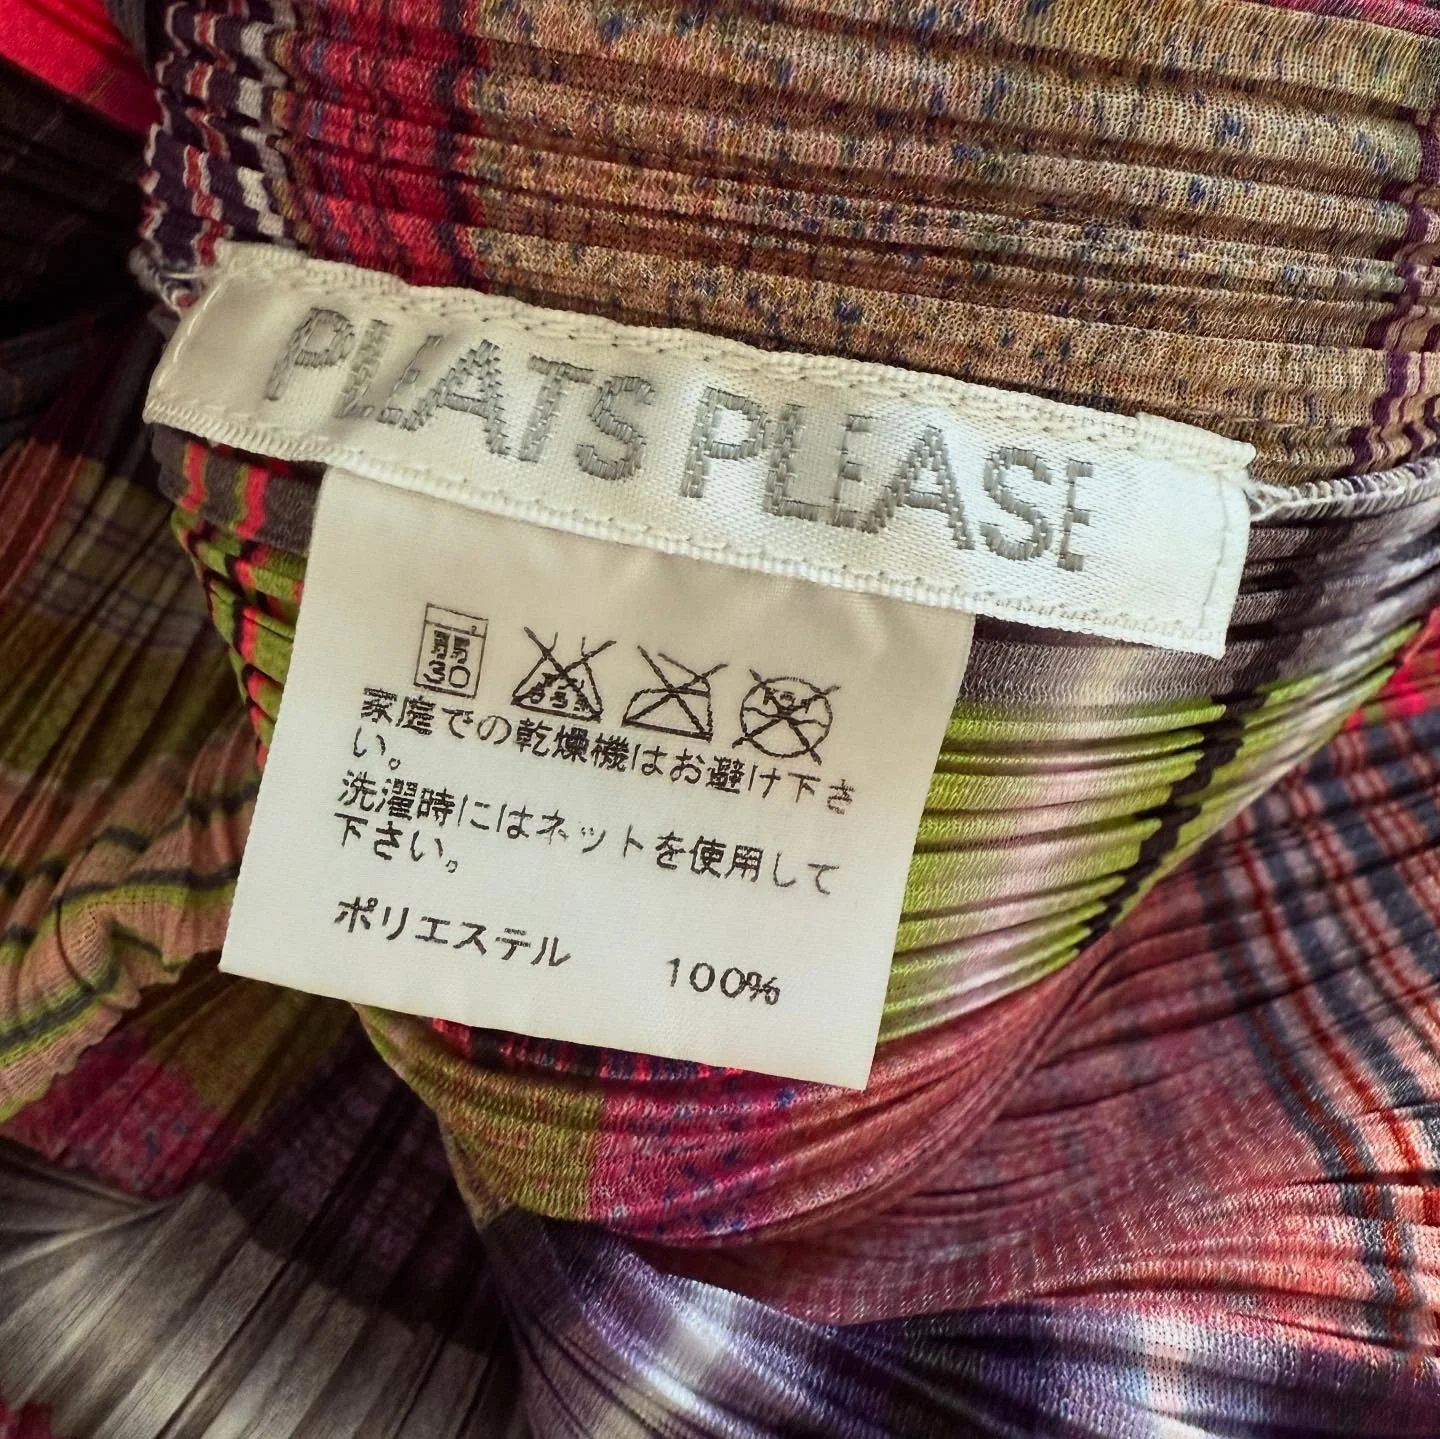 PLEATS PLEASE
30
家庭での乾燥機はお避け下さ
い。
洗濯時にはネットを使用して
下さい。
ポリエステル 100%